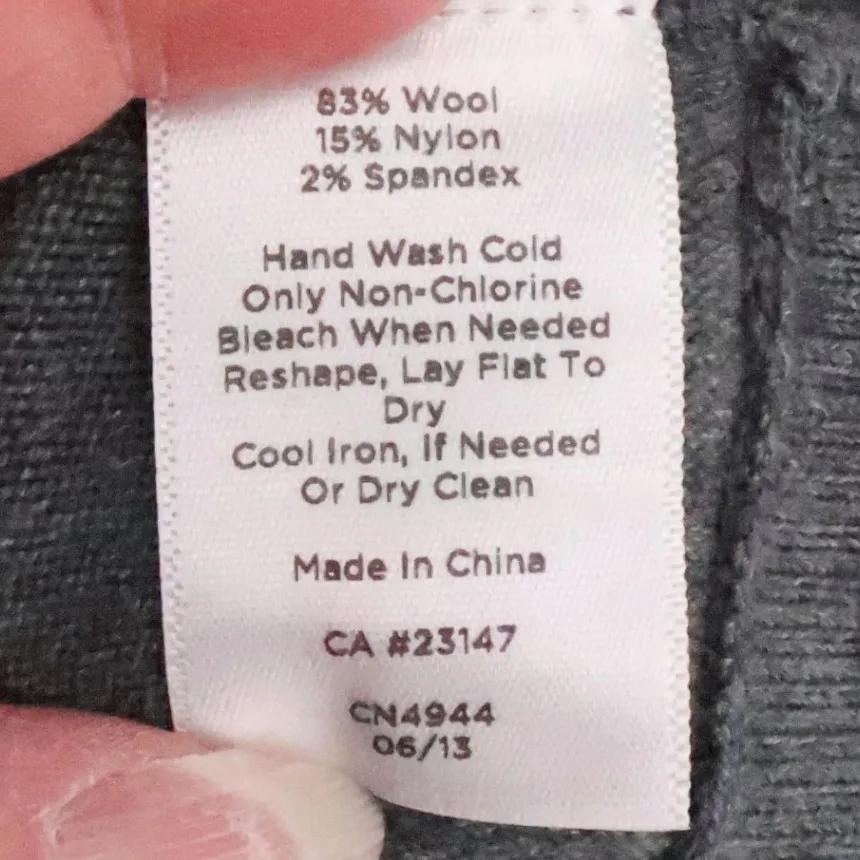 83% Wool
15% Nylon
2% Spandex
Hand Wash Cold
Only Non-Chlorine
Bleach When Needed
Reshape, Lay Flat To
Dry
Cool Iron, If Needed
Or Dry Clean
Made In China
CA #23147
CN4944
06/13